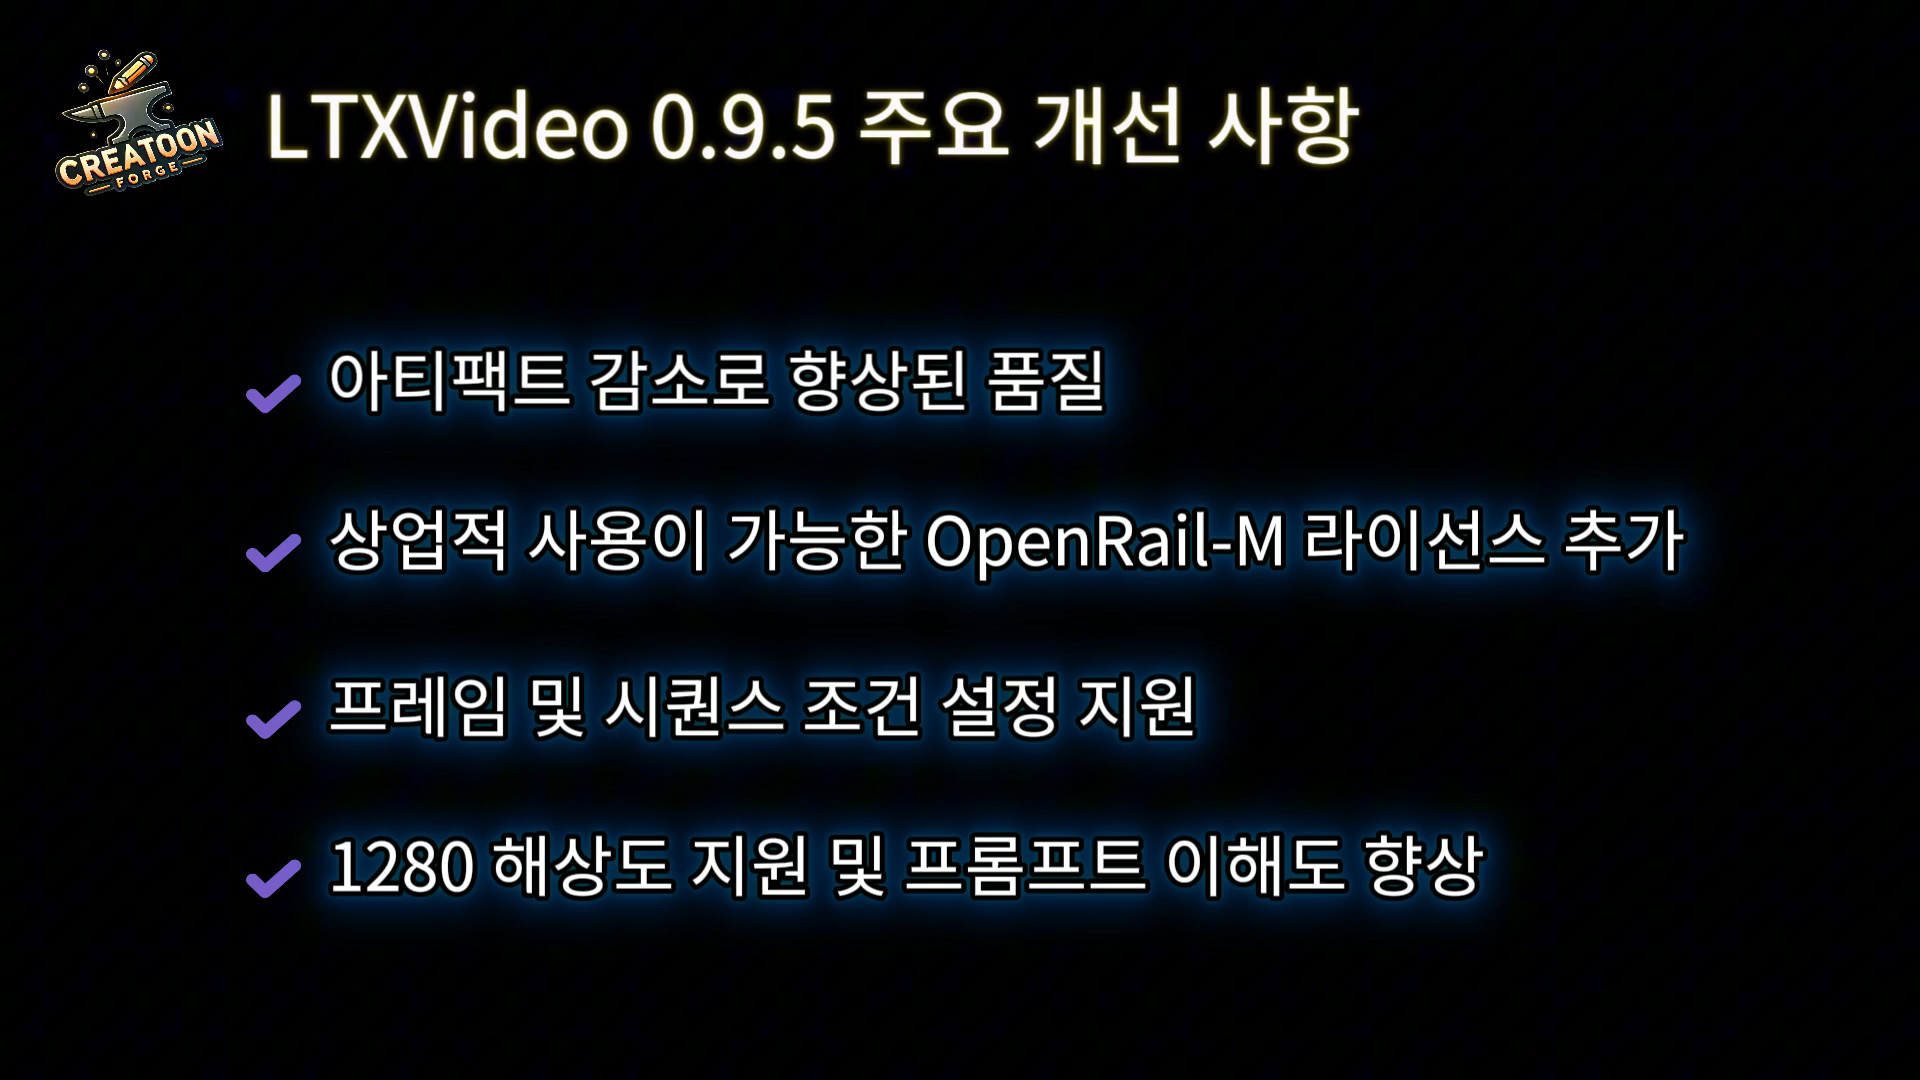 CREATOON
FORGE
LTXVideo 0.9.5 주요 개선 사항
아티팩트 감소로 향상된 품질
상업적 사용이 가능한 OpenRail-M 라이선스 추가
프레임 및 시퀀스 조건 설정 지원
1280 해상도 지원 및 프롬프트 이해도 향상